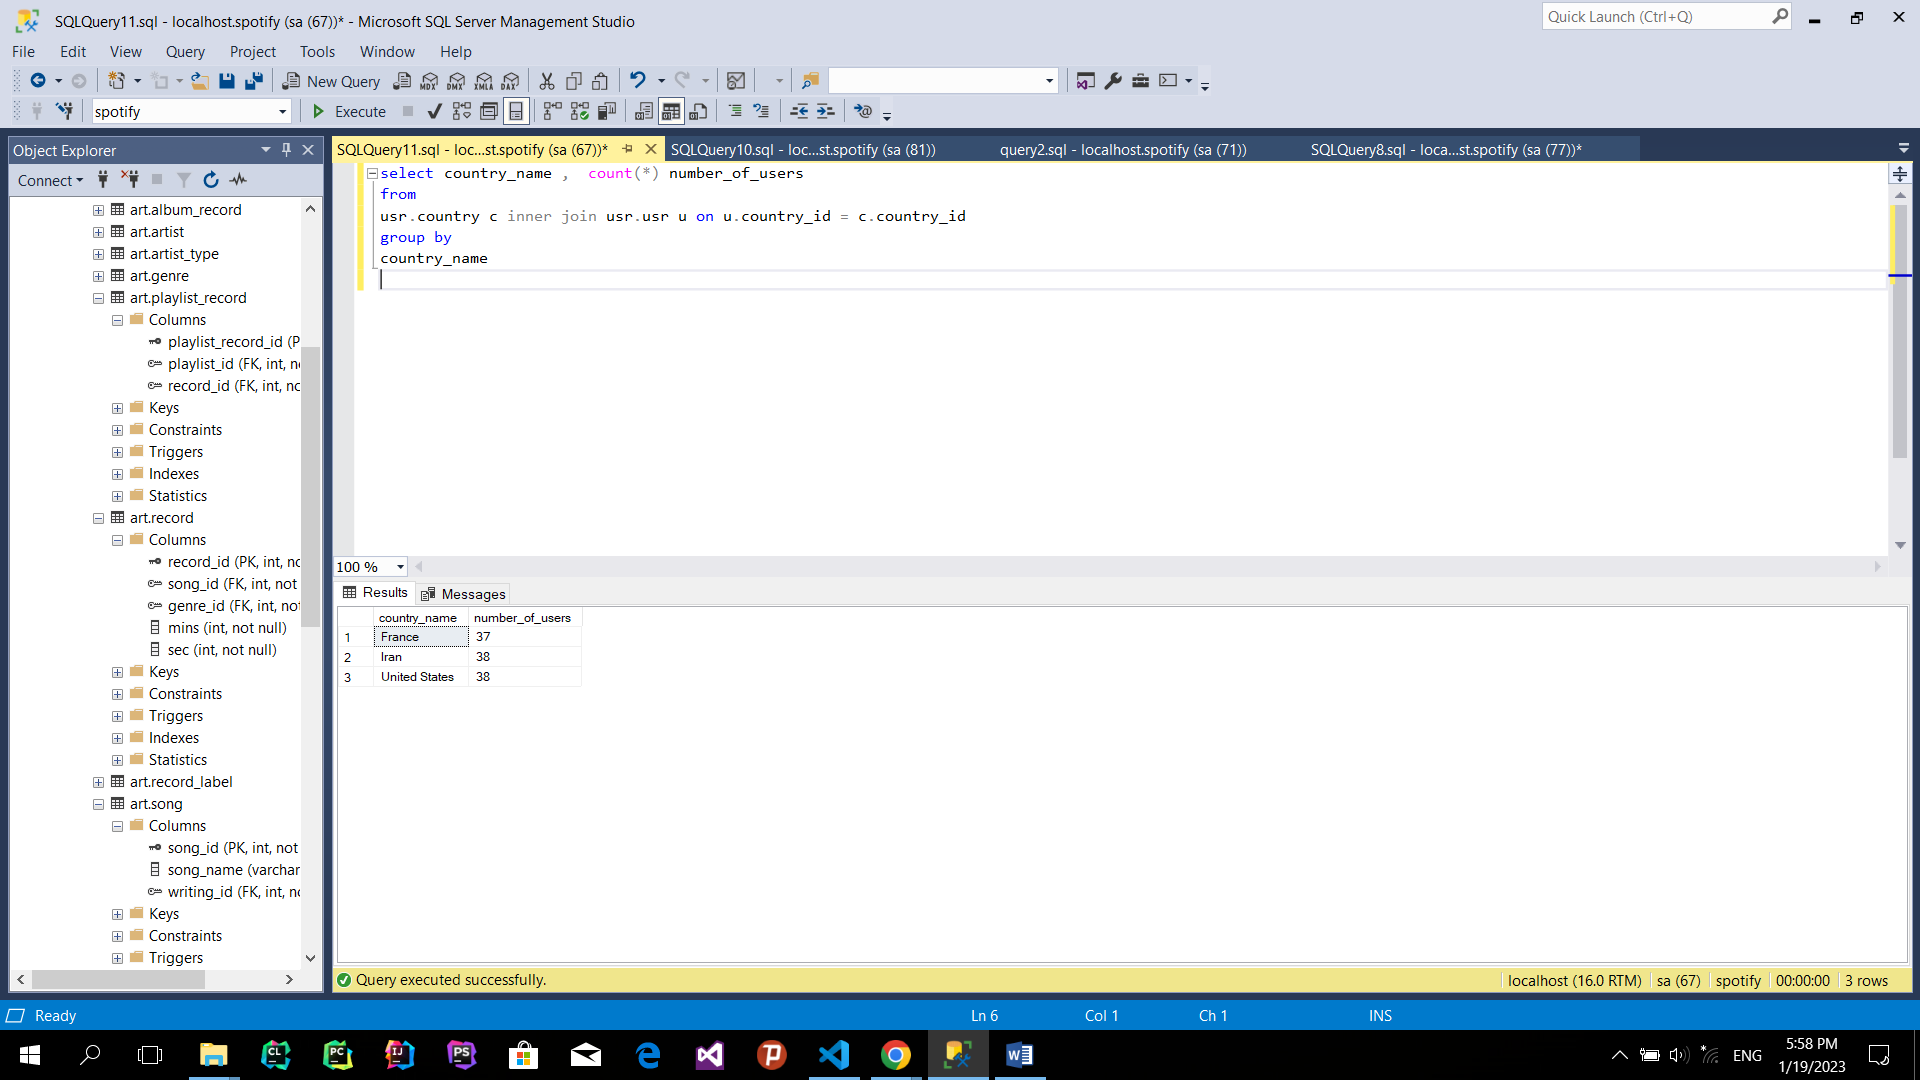 SQLQuery11.sql - localhost.spotify (sa (67))* - Microsoft SQL Server Management Studio
Quick Launch (Ctrl+Q)
File Edit View Query Project Tools Window Help
New Query MDX DMX XMLA DAX
spotify Execute
Object Explorer
Connect
art.album_record
art.artist
art.artist_type
art.genre
art.playlist_record
Columns
playlist_record_id (P
playlist_id (FK, int, n
record_id (FK, int, nc
Keys
Constraints
Triggers
Indexes
Statistics
art.record
Columns
record_id (PK, int, nc
song_id (FK, int, not
genre_id (FK, int, no
mins (int, not null)
sec (int, not null)
Keys
Constraints
Triggers
Indexes
Statistics
art.record_label
art.song
Columns
song_id (PK, int, not
song_name (varchar
writing_id (FK, int, n
Keys
Constraints
Triggers
SQLQuery11.sql - loc...st.spotify (sa (67))* SQLQuery10.sql - loc...st.spotify (sa (81)) query2.sql - localhost.spotify (sa (71)) SQLQuery8.sql - loca...st.spotify (sa (77))*
select country_name , count(*) number_of_users
from
usr.country c inner join usr.usr u on u.country_id = c.country_id
group by
country_name
100 %
Results Messages
country_name number_of_users
1 France 37
2 Iran 38
3 United States 38
Query executed successfully. localhost (16.0 RTM) sa (67) spotify 00:00:00 3 rows
Ready Ln 6 Col 1 Ch 1 INS
CL PC IJ PS ENG
5:58 PM
1/19/2023